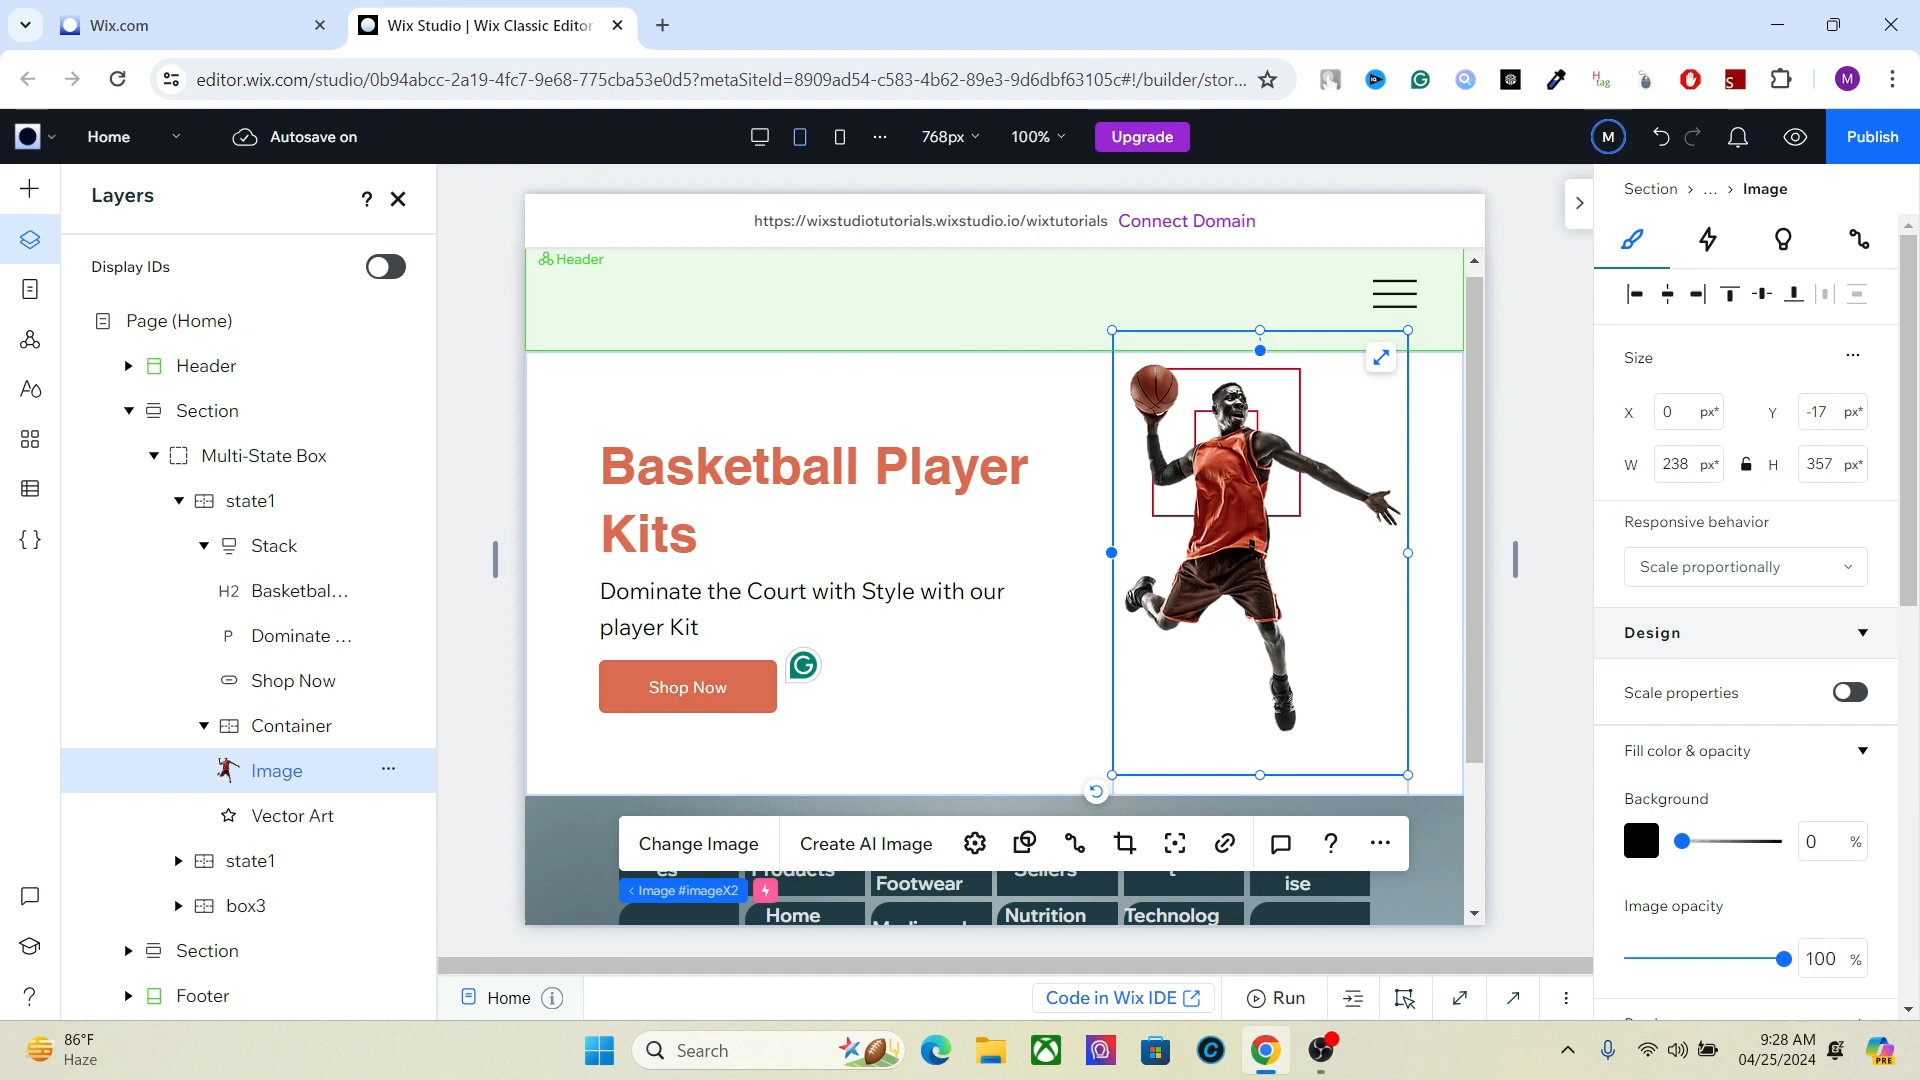 Wix.com
Wix Studio | Wix Classic Editor
editor.wix.com/studio/0b94abcc-2a19-4fc7-9e68-775cba53e0d5?metaSiteId=8909ad54-c583-4b62-89e3-9d6dbf63105c#!/builder/stor...
Home
Autosave on
768px
100%
Upgrade
M
Publish
Layers
?
Display IDs
Page (Home)
Header
Section
Multi-State Box
state1
Stack
H2 Basketbal...
P Dominate ...
Shop Now
Container
Image
Vector Art
state1
box3
Section
Footer
https://wixstudiotutorials.wixstudio.io/wixtutorials Connect Domain
Header
Basketball Player
Kits
Dominate the Court with Style with our
player Kit
Shop Now
Change Image
Create AI Image
Image #imageX2
Footwear
ise
Home
Nutrition
Technolog
Section > ... > Image
Size
X 0 px*
Y -17 px*
W 238 px*
H 357 px*
Responsive behavior
Scale proportionally
Design
Scale properties
Fill color & opacity
Background
0 %
Image opacity
100 %
Home
Code in Wix IDE
Run
86°F
Haze
Search
9:28 AM
04/25/2024